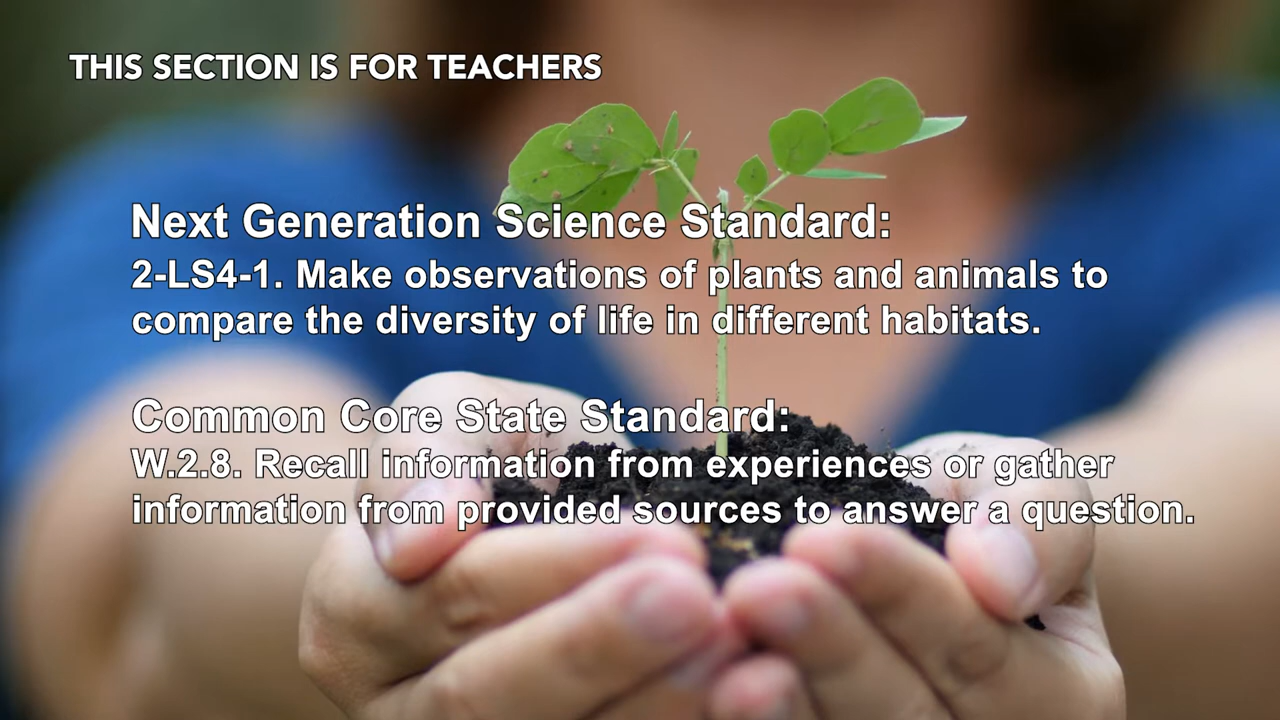 THIS SECTION IS FOR TEACHERS
Next Generation Science Standard:
2-LS4-1. Make observations of plants and animals to
compare the diversity of life in different habitats.
Common Core State Standard:
W.2.8. Recall information from experiences or gather
information from provided sources to answer a question.